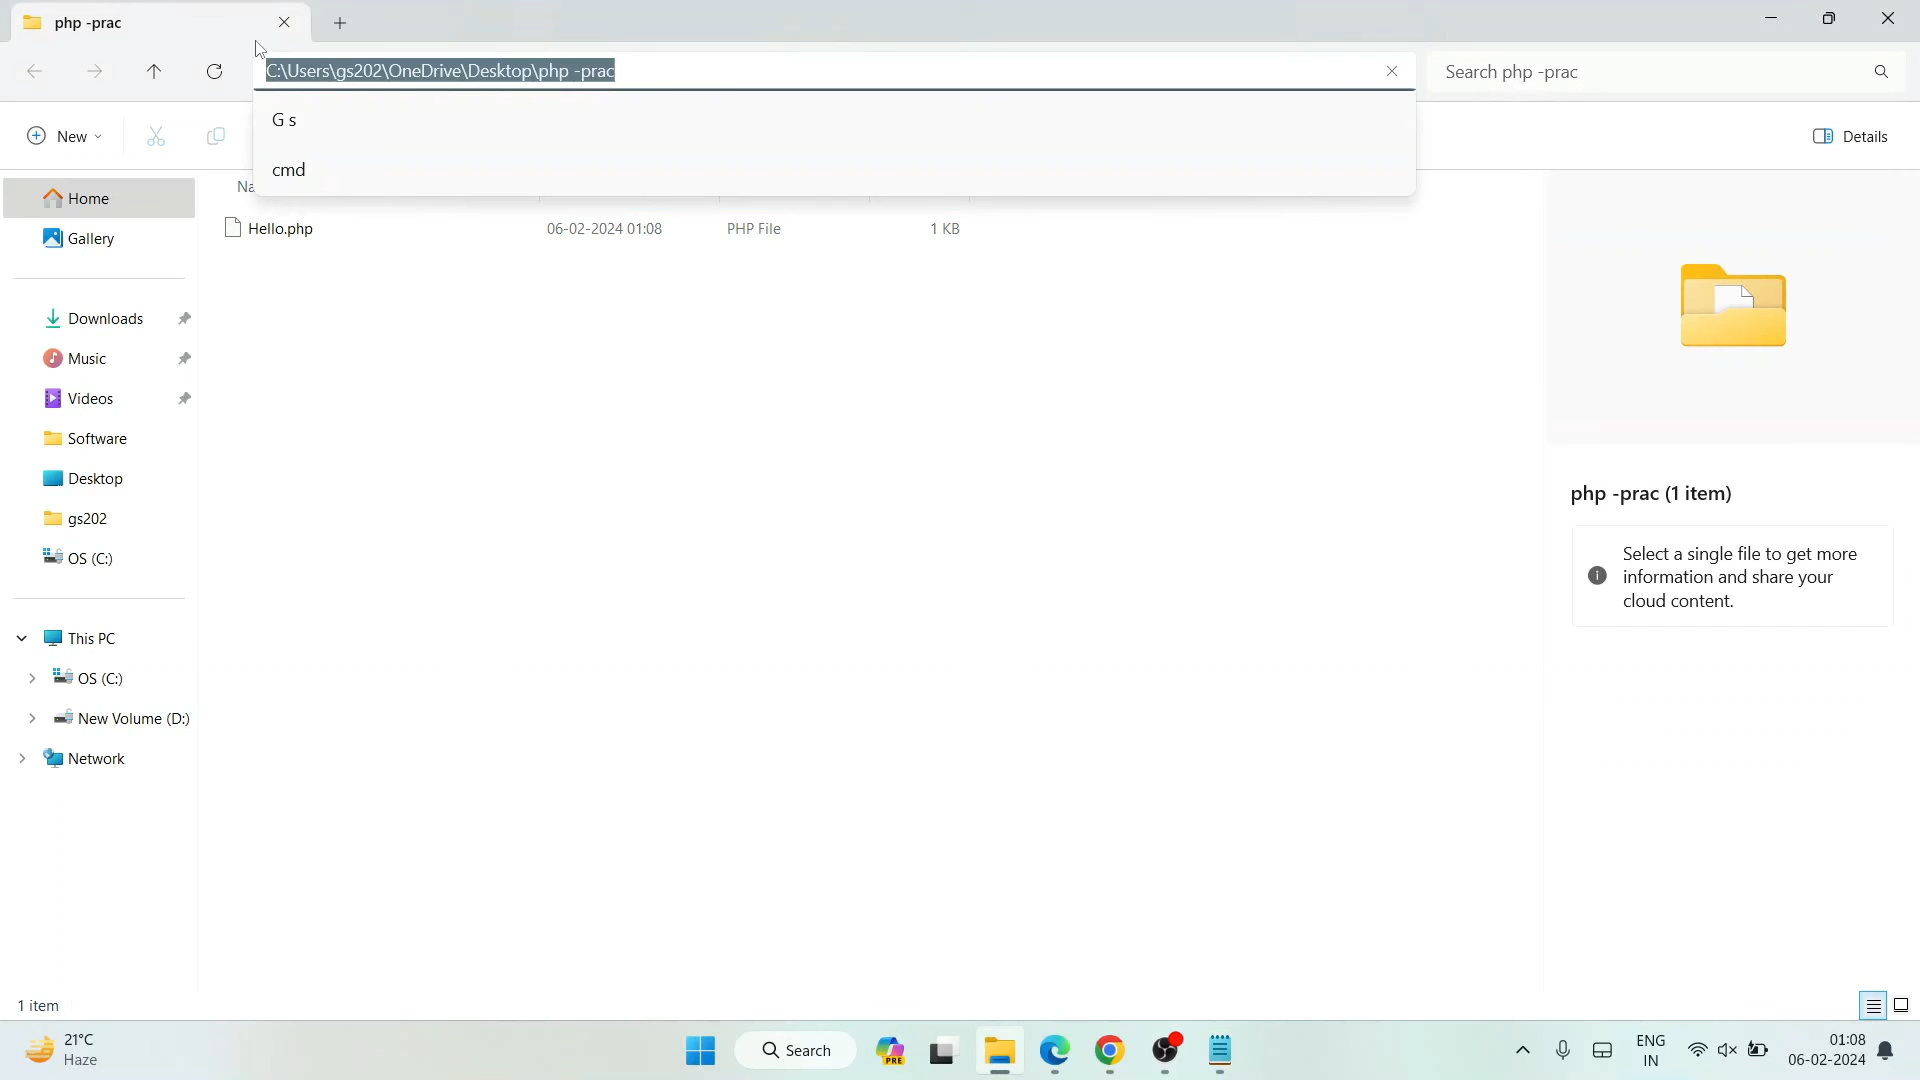 php -prac
C:\Users\gs202\OneDrive\Desktop\php -prac
Search php -prac
G s
cmd
New
Details
Na
Home
Gallery
Hello.php 06-02-2024 01:08 PHP File 1 KB
Downloads
Music
Videos
Software
Desktop
gs202
OS (C:)
This PC
OS (C:)
New Volume (D:)
Network
php -prac (1 item)
Select a single file to get more
information and share your
cloud content.
1 item
21°C
Haze
Search
PRE
ENG
IN
01:08
06-02-2024